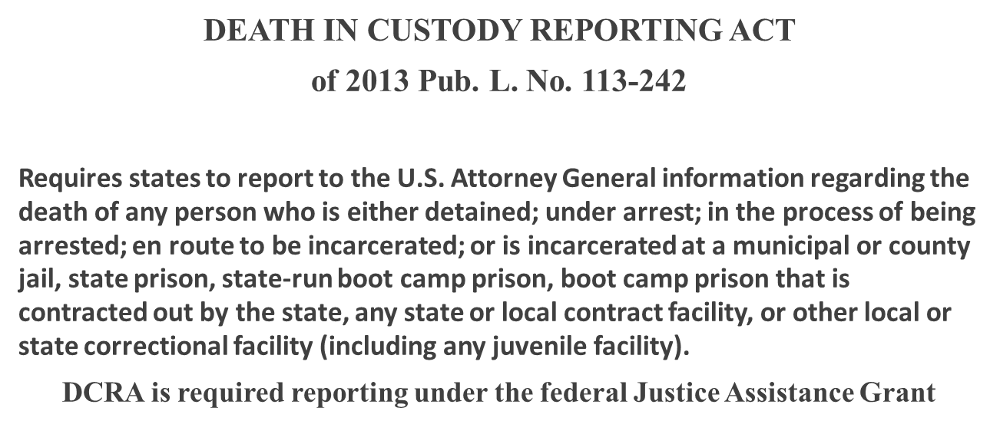 DEATH IN CUSTODY REPORTING ACT
of 2013 Pub. L. No. 113-242
Requires states to report to the U.S. Attorney General information regarding the
death of any person who is either detained; under arrest; in the process of being
arrested; en route to be incarcerated; or is incarcerated at a municipal or county
jail, state prison, state-run boot camp prison, boot camp prison that is
contracted out by the state, any state or local contract facility, or other local or
state correctional facility (including any juvenile facility).
DCRA is required reporting under the federal Justice Assistance Grant